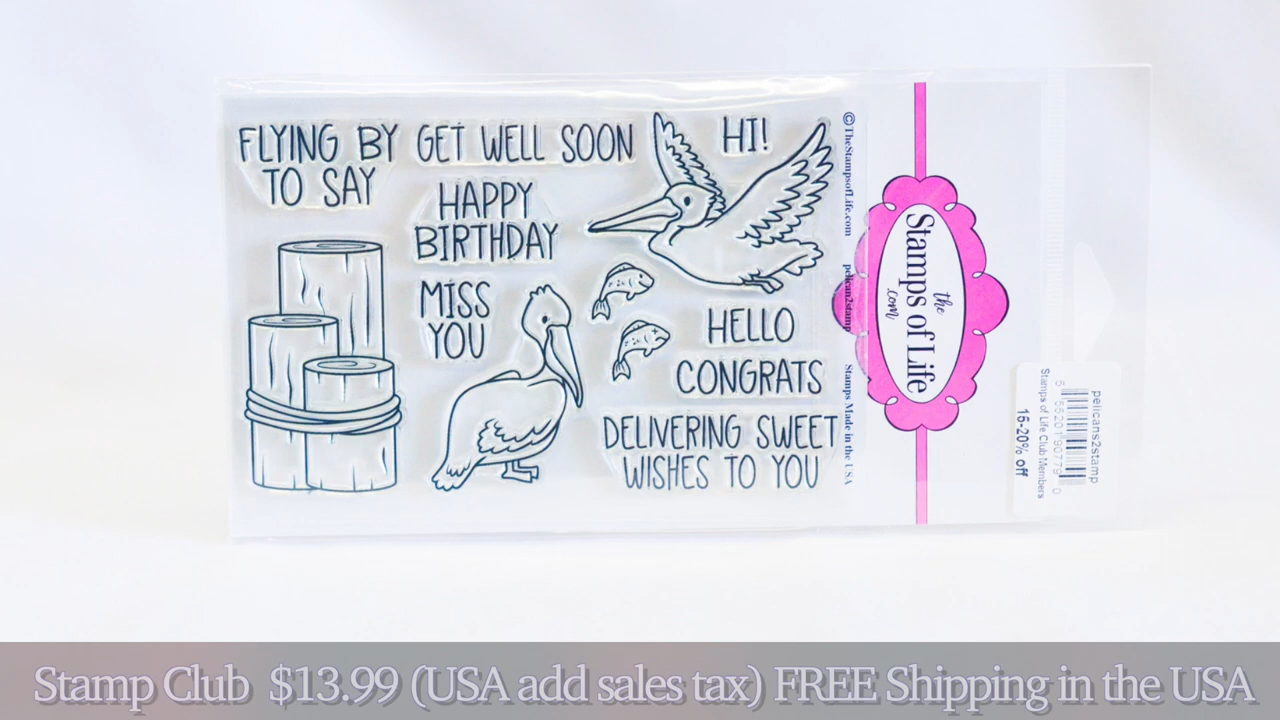 FLYING BY
TO SAY
GET WELL SOON
HI!
HAPPY
BIRTHDAY
MISS
YOU
HELLO
CONGRATS
DELIVERING SWEET
WISHES TO YOU
©TheStampsofLife.com pelican2stamp Stamps Made in the USA
the
Stamps of Life
.com
pelicans2stamp
Stamps of Life Club Members
15-20% off
Stamp Club $13.99 (USA add sales tax) FREE Shipping in the USA